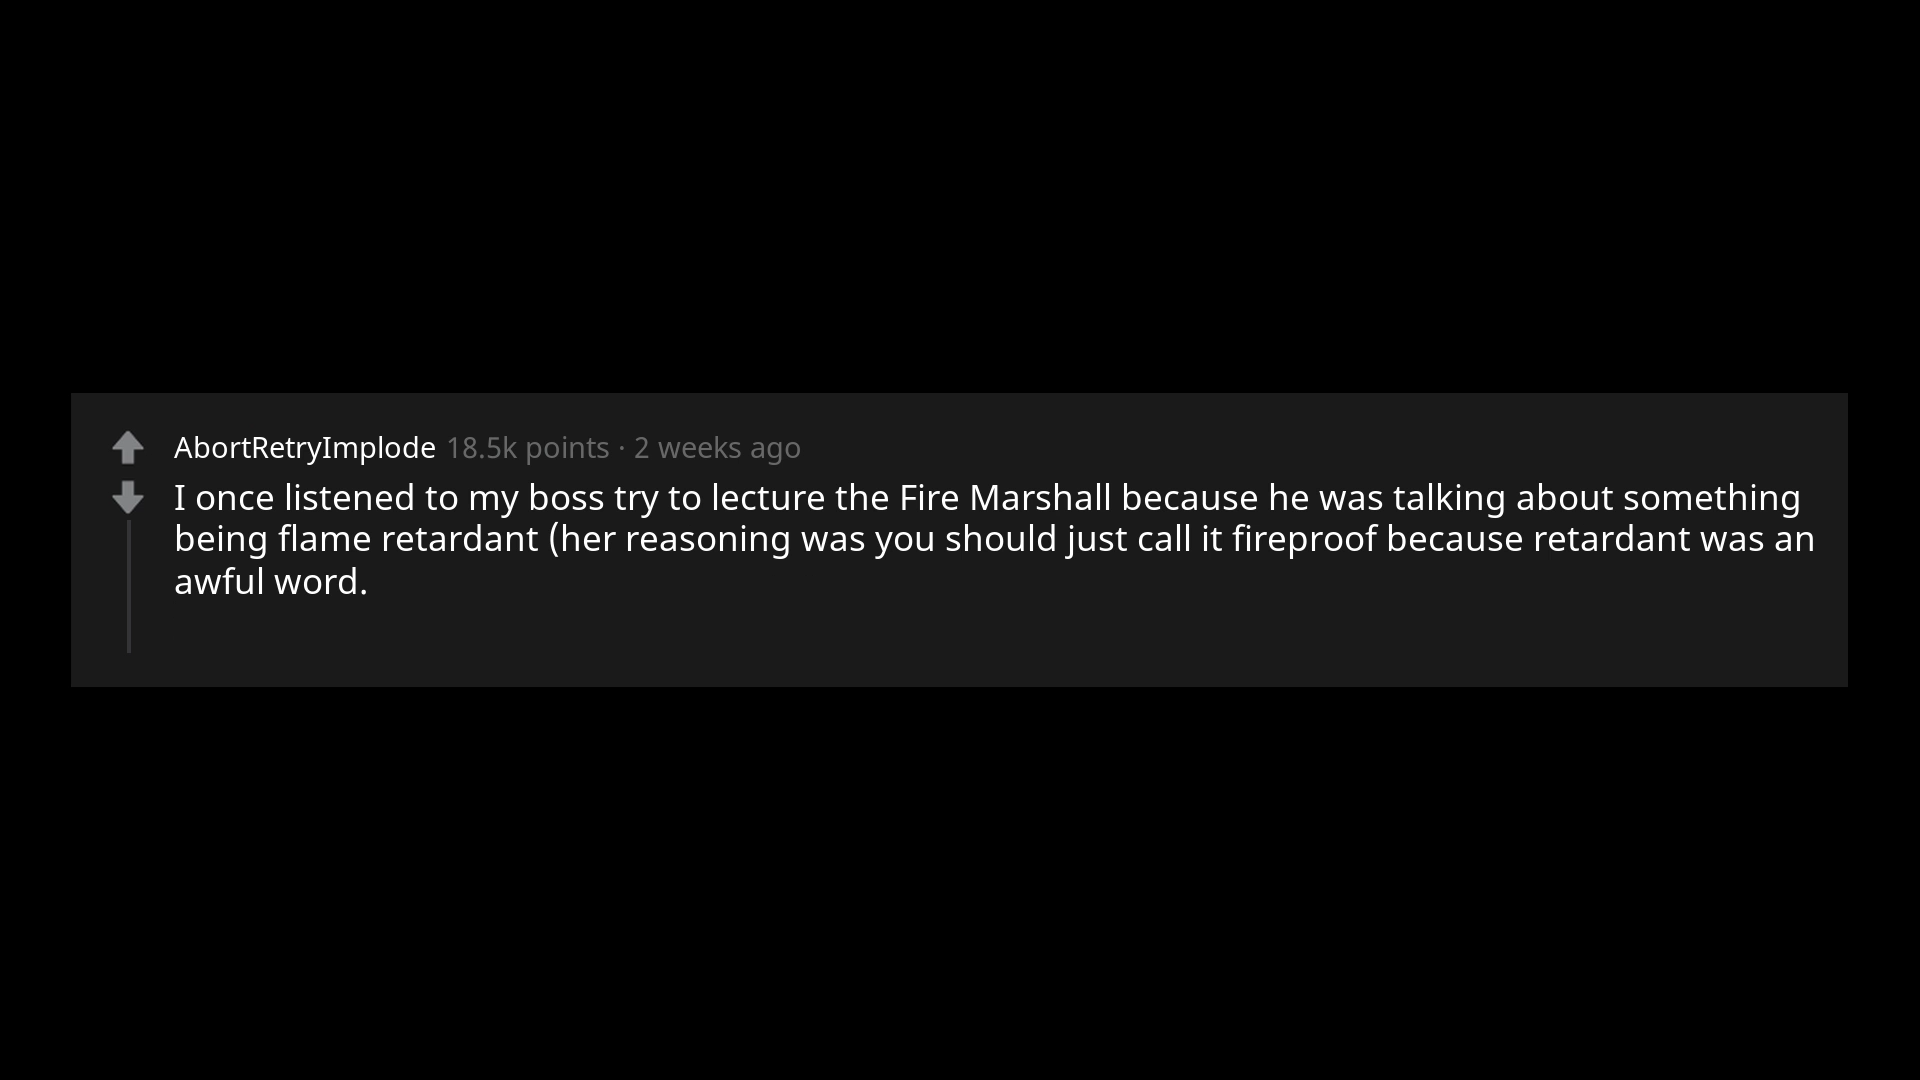 AbortRetryImplode 18.5k points · 2 weeks ago
I once listened to my boss try to lecture the Fire Marshall because he was talking about something
being flame retardant (her reasoning was you should just call it fireproof because retardant was an
awful word.